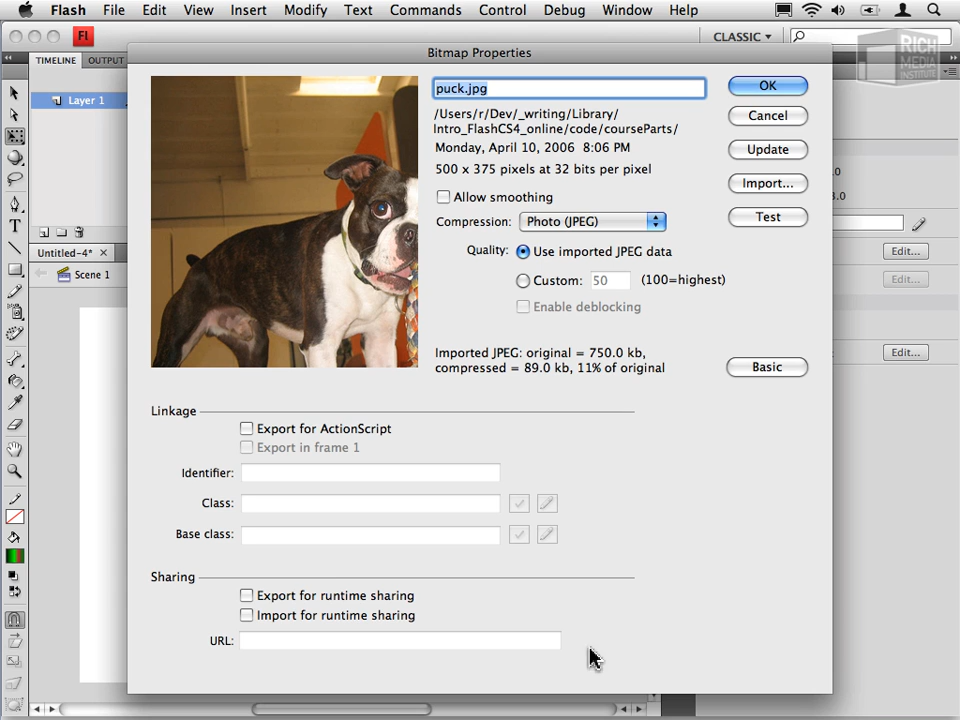 Flash File Edit View Insert Modify Text Commands Control Debug Window Help
Fl
CLASSIC
RICH
MEDIA
INSTITUTE
Bitmap Properties
TIMELINE OUTPUT
Layer 1
Untitled-4*
Scene 1
puck.jpg
/Users/r/Dev/_writing/Library/
Intro_FlashCS4_online/code/courseParts/
Monday, April 10, 2006 8:06 PM
500 x 375 pixels at 32 bits per pixel
Allow smoothing
Compression: Photo (JPEG)
Quality: Use imported JPEG data
Custom: 50 (100=highest)
Enable deblocking
Imported JPEG: original = 750.0 kb,
compressed = 89.0 kb, 11% of original
OK
Cancel
Update
Import...
Test
Basic
Linkage
Export for ActionScript
Export in frame 1
Identifier:
Class:
Base class:
Sharing
Export for runtime sharing
Import for runtime sharing
URL:
Edit...
Edit...
Edit...